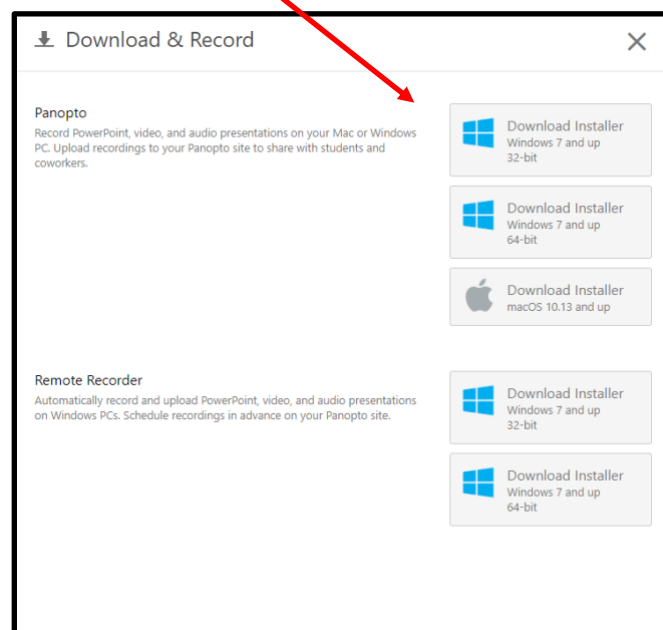 Download & Record
Panopto
Record PowerPoint, video, and audio presentations on your Mac or Windows
PC. Upload recordings to your Panopto site to share with students and
coworkers.
Download Installer
Windows 7 and up
32-bit
Download Installer
Windows 7 and up
64-bit
Download Installer
macOS 10.13 and up
Remote Recorder
Automatically record and upload PowerPoint, video, and audio presentations
on Windows PCs. Schedule recordings in advance on your Panopto site.
Download Installer
Windows 7 and up
32-bit
Download Installer
Windows 7 and up
64-bit